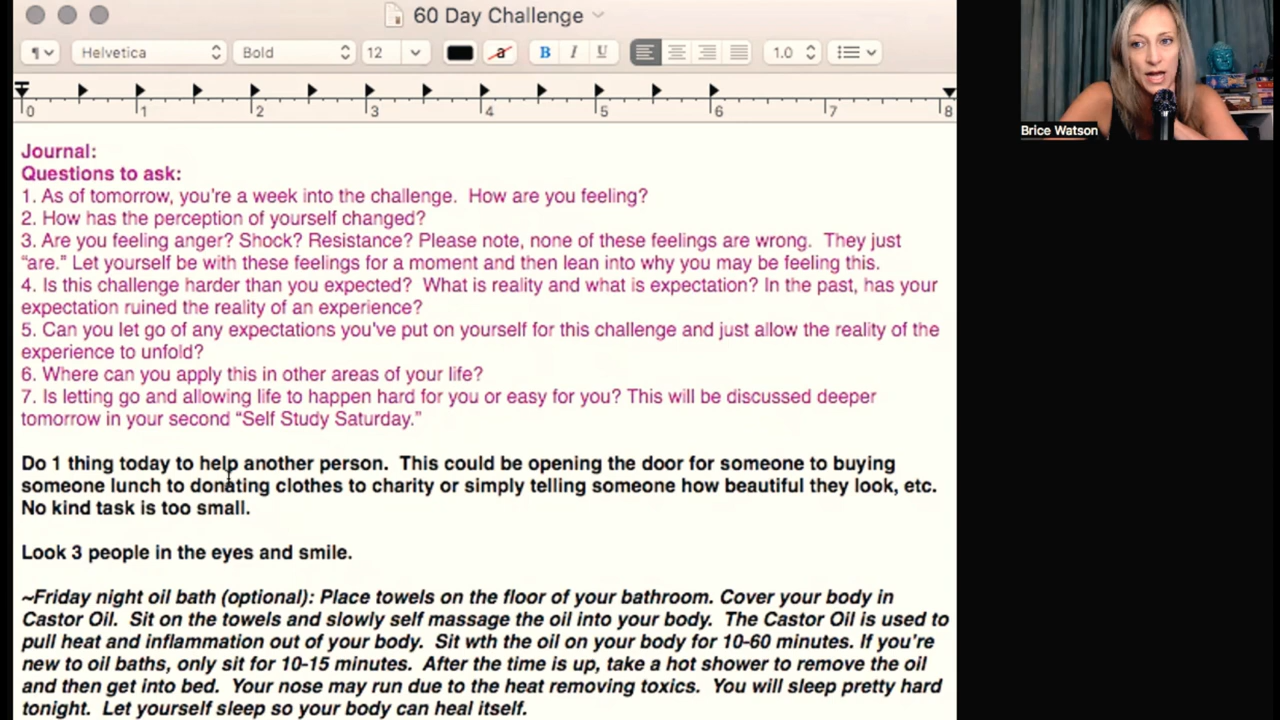 60 Day Challenge
¶ Helvetica Bold 12 a B I U 1.0
0 1 2 3 4 5 6 7 8
Brice Watson
Journal:
Questions to ask:
1. As of tomorrow, you're a week into the challenge.  How are you feeling?
2. How has the perception of yourself changed?
3. Are you feeling anger? Shock? Resistance? Please note, none of these feelings are wrong.  They just
“are.” Let yourself be with these feelings for a moment and then lean into why you may be feeling this.
4. Is this challenge harder than you expected?  What is reality and what is expectation? In the past, has your
expectation ruined the reality of an experience?
5. Can you let go of any expectations you've put on yourself for this challenge and just allow the reality of the
experience to unfold?
6. Where can you apply this in other areas of your life?
7. Is letting go and allowing life to happen hard for you or easy for you? This will be discussed deeper
tomorrow in your second “Self Study Saturday.”
Do 1 thing today to help another person.  This could be opening the door for someone to buying
someone lunch to donating clothes to charity or simply telling someone how beautiful they look, etc.
No kind task is too small.
Look 3 people in the eyes and smile.
~Friday night oil bath (optional): Place towels on the floor of your bathroom. Cover your body in
Castor Oil.  Sit on the towels and slowly self massage the oil into your body.  The Castor Oil is used to
pull heat and inflammation out of your body.  Sit wth the oil on your body for 10-60 minutes. If you're
new to oil baths, only sit for 10-15 minutes.  After the time is up, take a hot shower to remove the oil
and then get into bed.  Your nose may run due to the heat removing toxics.  You will sleep pretty hard
tonight.  Let yourself sleep so your body can heal itself.